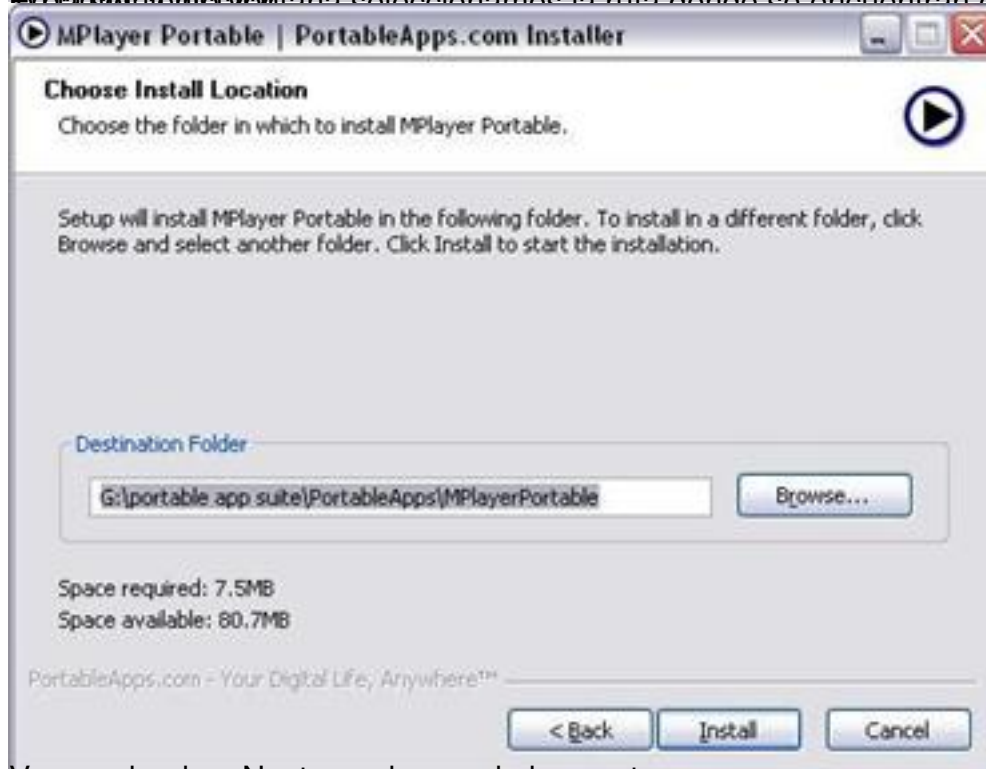 MPlayer Portable | PortableApps.com Installer
Choose Install Location
Choose the folder in which to install MPlayer Portable.
Setup will install MPlayer Portable in the following folder. To install in a different folder, click
Browse and select another folder. Click Install to start the installation.
Destination Folder
G:\portable app suite\PortableApps\MPlayerPortable
Browse...
Space required: 7.5MB
Space available: 80.7MB
PortableApps.com - Your Digital Life, Anywhere™
< Back
Install
Cancel